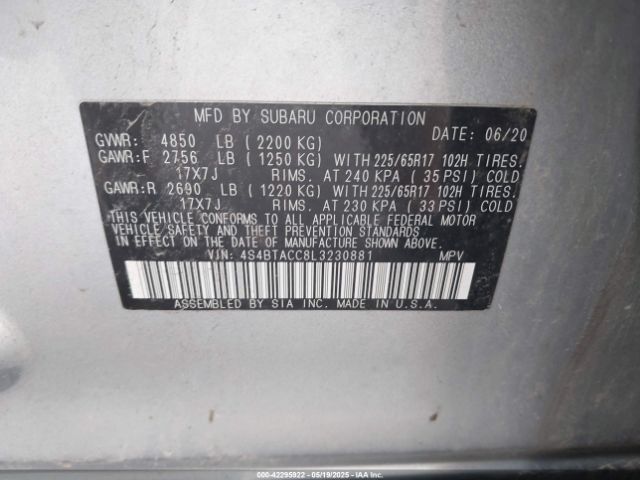 MFD BY SUBARU CORPORATION
GVWR: 4850 LB (2200 KG) DATE: 06/20
GAWR:F 2756 LB (1250 KG) WITH 225/65R17 102H TIRES.
17X7J RIMS. AT 240 KPA (35 PSI) COLD
GAWR:R 2690 LB (1220 KG) WITH 225/65R17 102H TIRES.
17X7J RIMS. AT 230 KPA (33 PSI) COLD
THIS VEHICLE CONFORMS TO ALL APPLICABLE FEDERAL MOTOR
VEHICLE SAFETY AND THEFT PREVENTION STANDARDS IN
EFFECT ON THE DATE OF MANUFACTURE SHOWN ABOVE.
VIN: 4S4BTACC8L3230881 MPV
ASSEMBLED BY SIA INC. MADE IN U.S.A.
000-42295922 --- 05/19/2025 --- IAA, Inc.